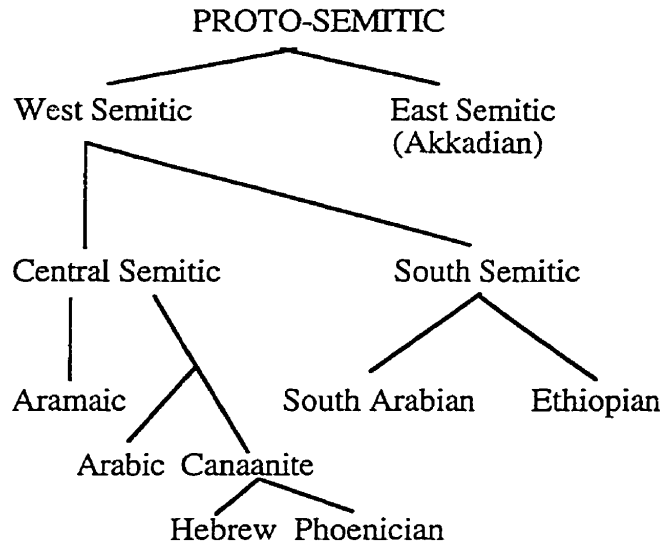 PROTO-SEMITIC
West Semitic
East Semitic
(Akkadian)
Central Semitic
South Semitic
Aramaic
South Arabian
Ethiopian
Arabic
Canaanite
Hebrew
Phoenician